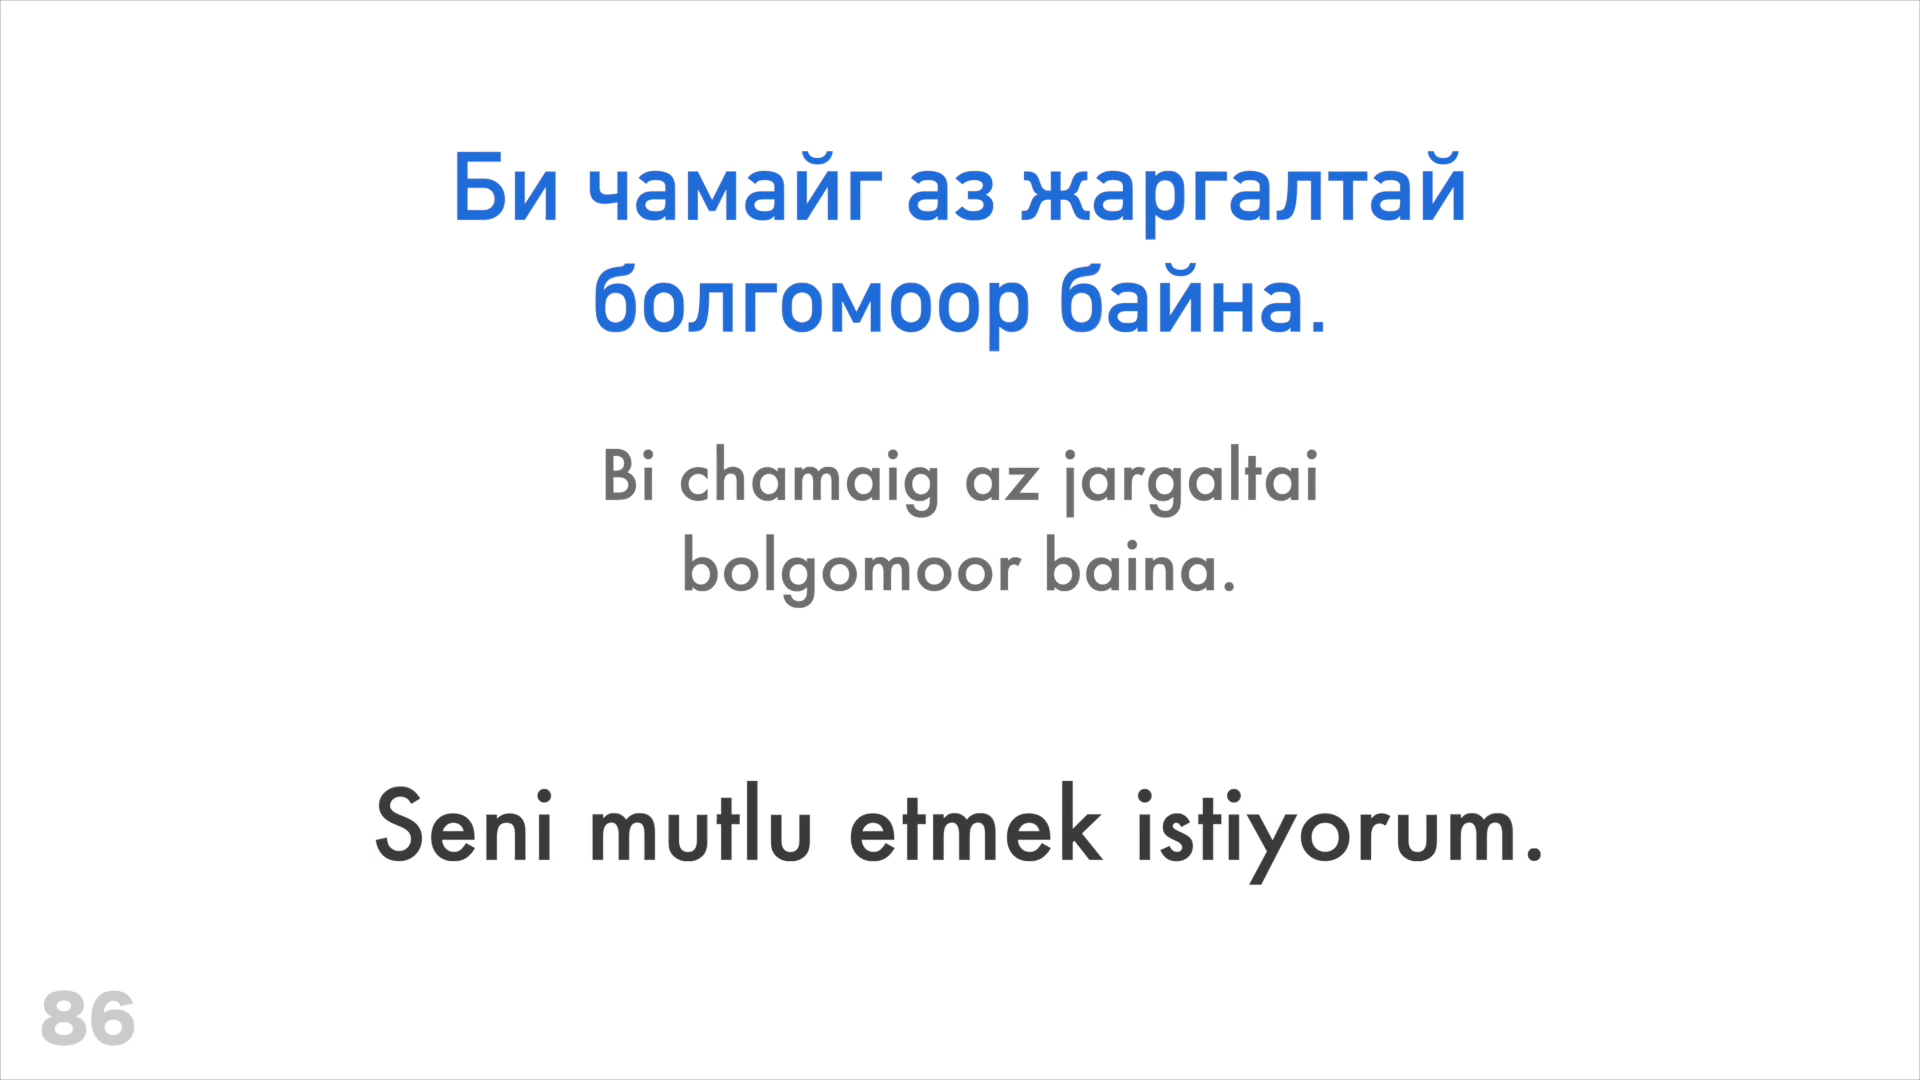 Би чамайг аз жаргалтай
болгомоор байна.
Bi chamaig az jargaltai
bolgomoor baina.
Seni mutlu etmek istiyorum.
86